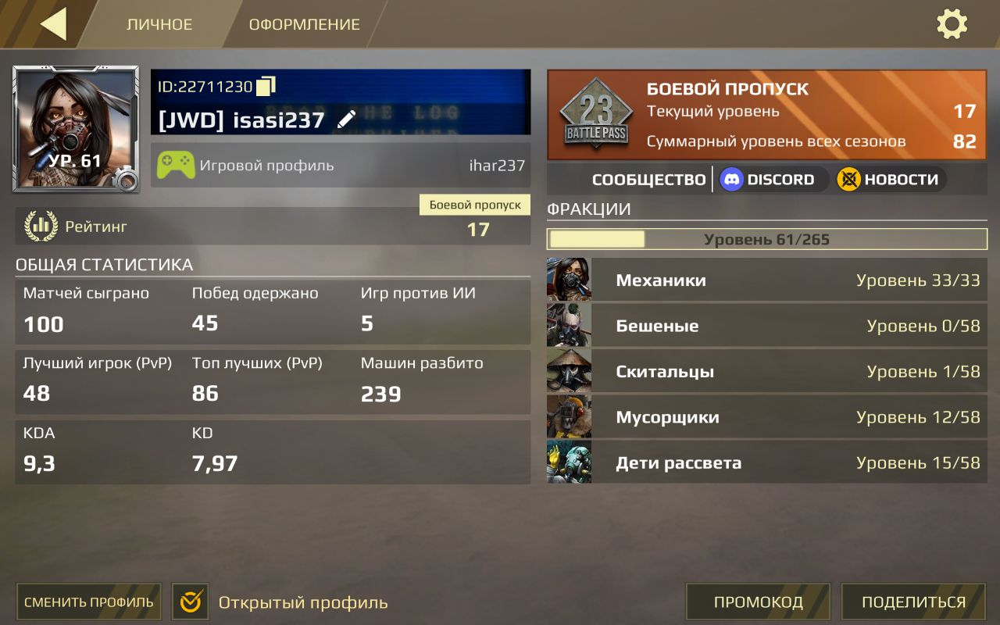 ЛИЧНОЕ
ОФОРМЛЕНИЕ
УР. 61
ID:22711230
[JWD] isasi237
Игровой профиль
ihar237
Рейтинг
Боевой пропуск
17
ОБЩАЯ СТАТИСТИКА
Матчей сыграно
Побед одержано
Игр против ИИ
100
45
5
Лучший игрок (PvP)
Топ лучших (PvP)
Машин разбито
48
86
239
KDA
KD
9,3
7,97
23
BATTLE PASS
БОЕВОЙ ПРОПУСК
Текущий уровень
17
Суммарный уровень всех сезонов
82
СООБЩЕСТВО
DISCORD
НОВОСТИ
ФРАКЦИИ
Уровень 61/265
Механики
Уровень 33/33
Бешеные
Уровень 0/58
Скитальцы
Уровень 1/58
Мусорщики
Уровень 12/58
Дети рассвета
Уровень 15/58
СМЕНИТЬ ПРОФИЛЬ
Открытый профиль
ПРОМОКОД
ПОДЕЛИТЬСЯ